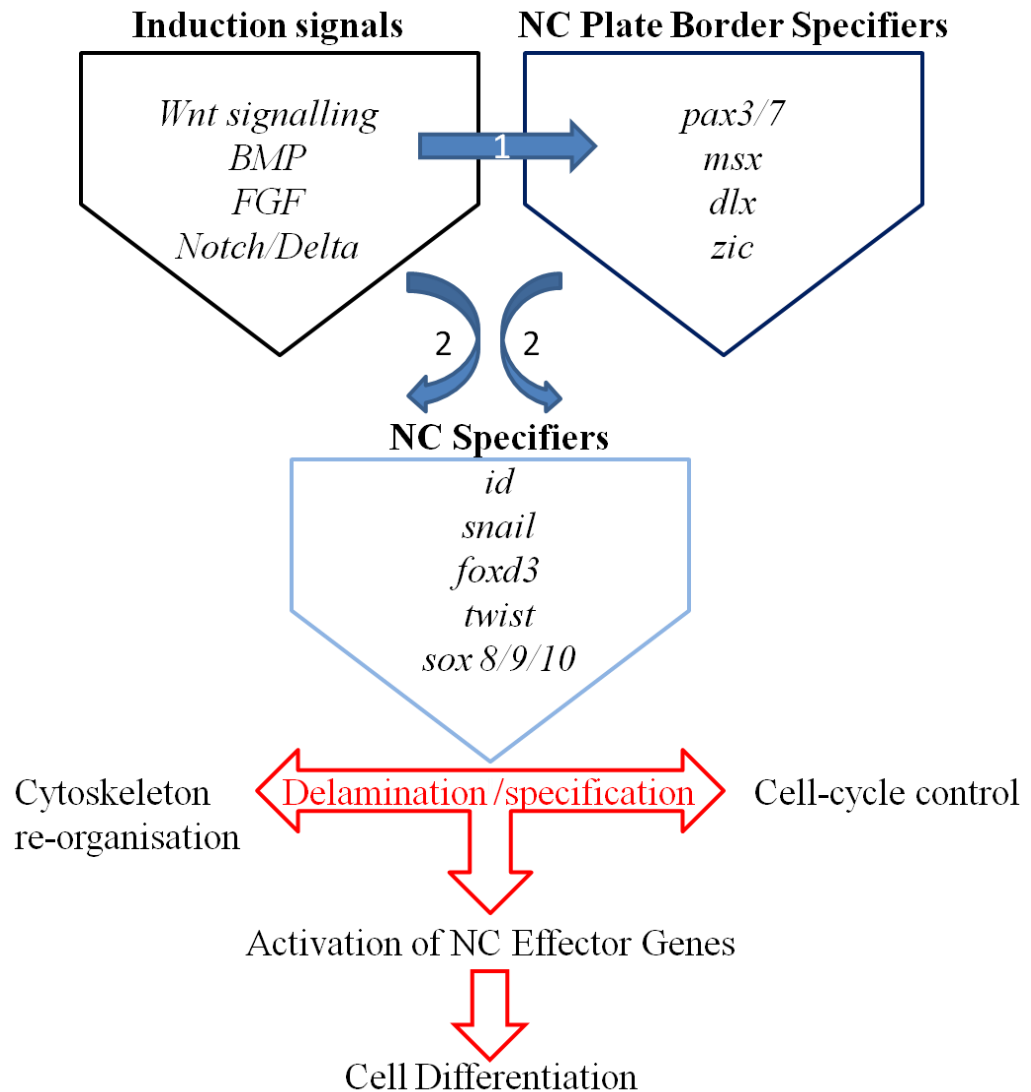 Induction signals
NC Plate Border Specifiers
Wnt signalling
BMP
FGF
Notch/Delta
1
pax3/7
msx
dlx
zic
2
2
NC Specifiers
id
snail
foxd3
twist
sox 8/9/10
Cytoskeleton
re-organisation
Delamination /specification
Cell-cycle control
Activation of NC Effector Genes
Cell Differentiation